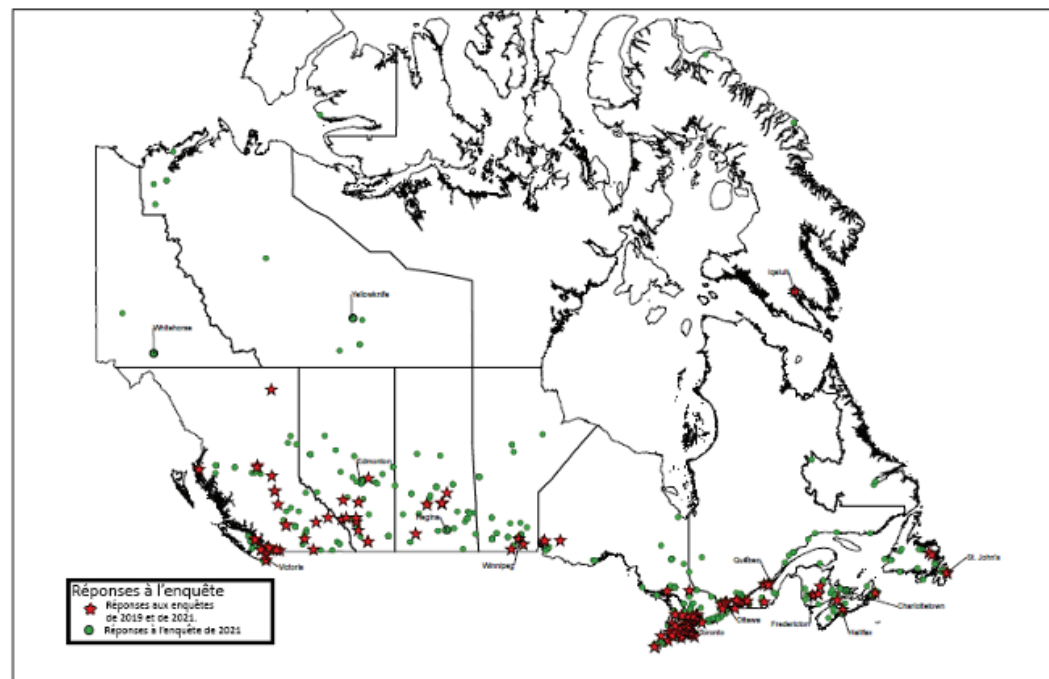 Iqaluit
Yellowknife
Whitehorse
Edmonton
Regina
Québec
St. John's
Victoria
Winnipeg
Charlottetown
Ottawa
Fredericton
Toronto
Halifax
Réponses à l'enquête
Réponses aux enquêtes
de 2019 et de 2021.
Réponses à l'enquête de 2021